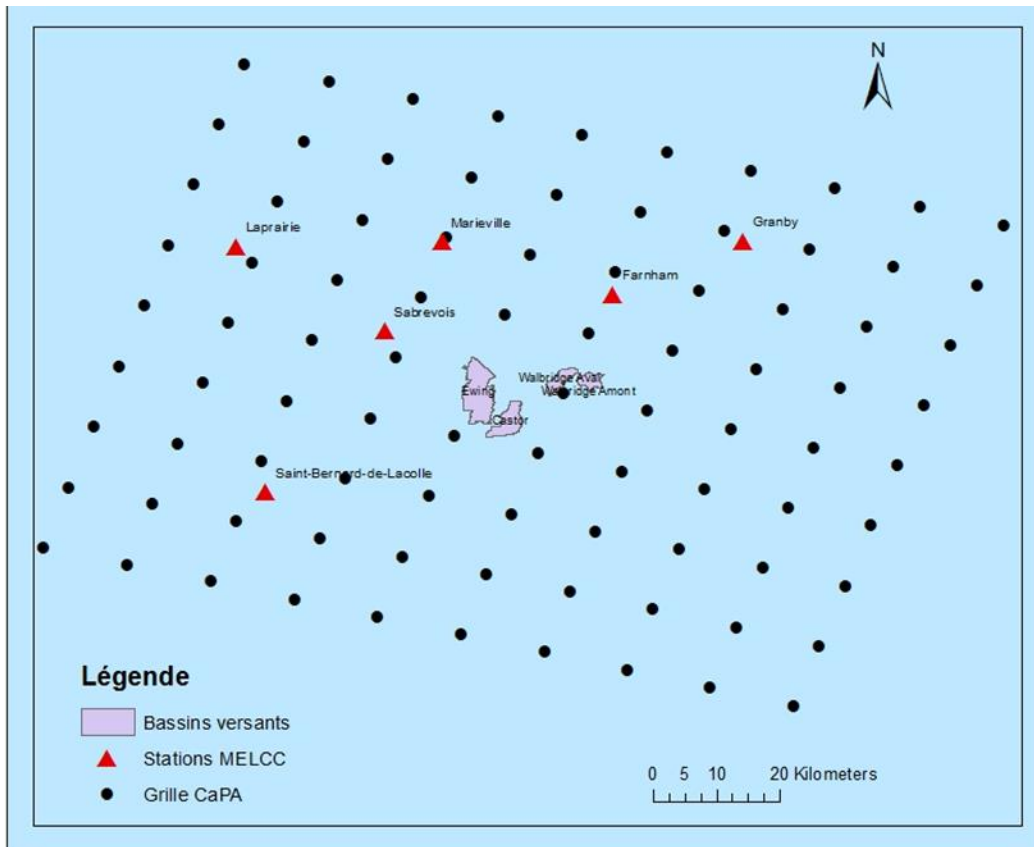 N
Laprairie
Marieville
Granby
Farnham
Sabrevois
Walbridge Aval
Ewing
Walbridge Amont
Castor
Saint-Bernard-de-Lacolle
Légende
Bassins versants
Stations MELCC
0 5 10 20 Kilometers
Grille CaPA